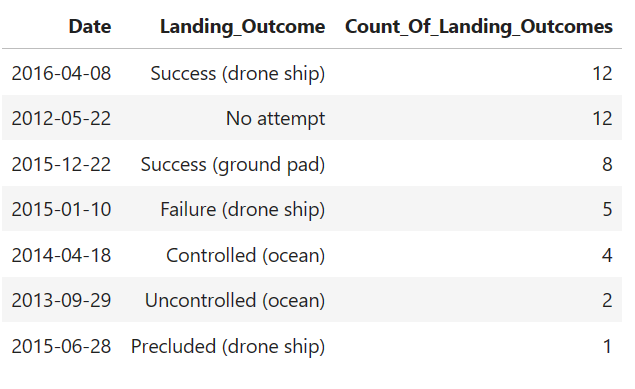 Date Landing_Outcome Count_Of_Landing_Outcomes
2016-04-08 Success (drone ship) 12
2012-05-22 No attempt 12
2015-12-22 Success (ground pad) 8
2015-01-10 Failure (drone ship) 5
2014-04-18 Controlled (ocean) 4
2013-09-29 Uncontrolled (ocean) 2
2015-06-28 Precluded (drone ship) 1